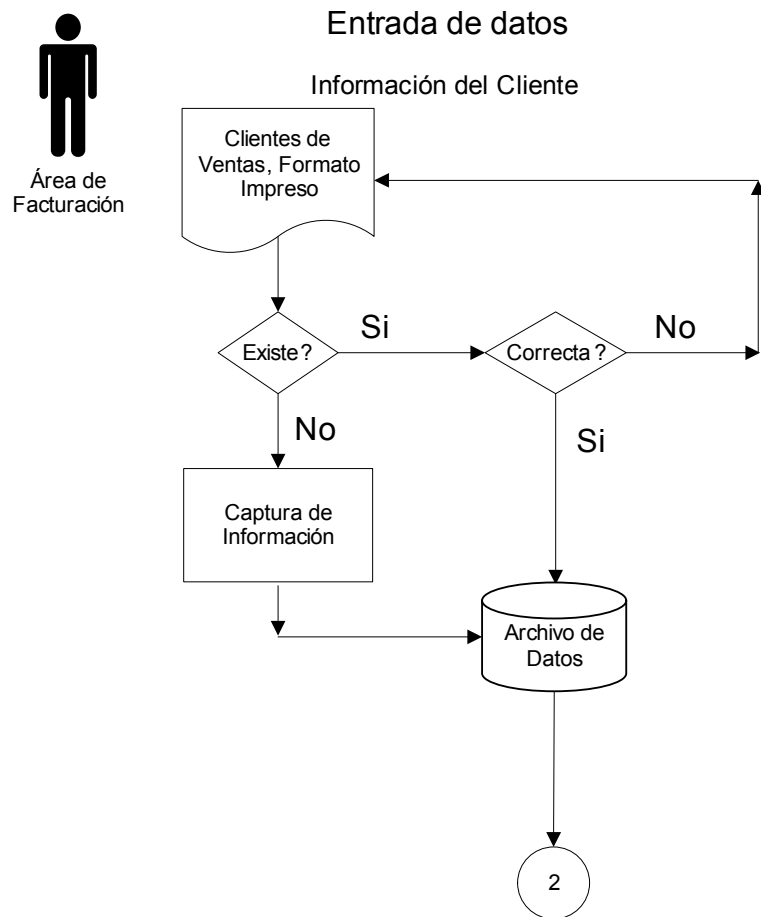 Entrada de datos
Información del Cliente
Clientes de
Ventas, Formato
Impreso
Área de
Facturación
Existe?
Si
Correcta ?
No
No
Si
Captura de
Información
Archivo de
Datos
2